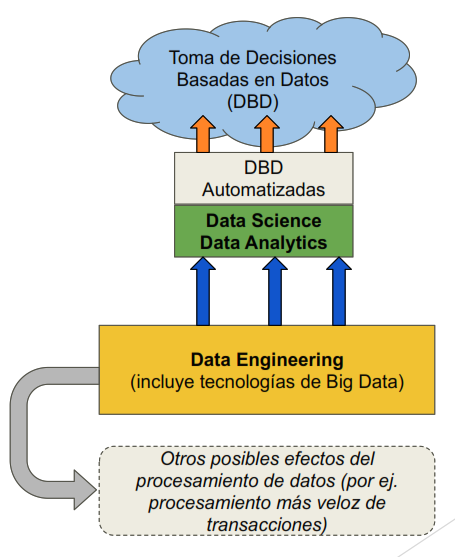 Toma de Decisiones
Basadas en Datos
(DBD)
DBD
Automatizadas
Data Science
Data Analytics
Data Engineering
(incluye tecnologías de Big Data)
Otros posibles efectos del
procesamiento de datos (por ej.
procesamiento más veloz de
transacciones)